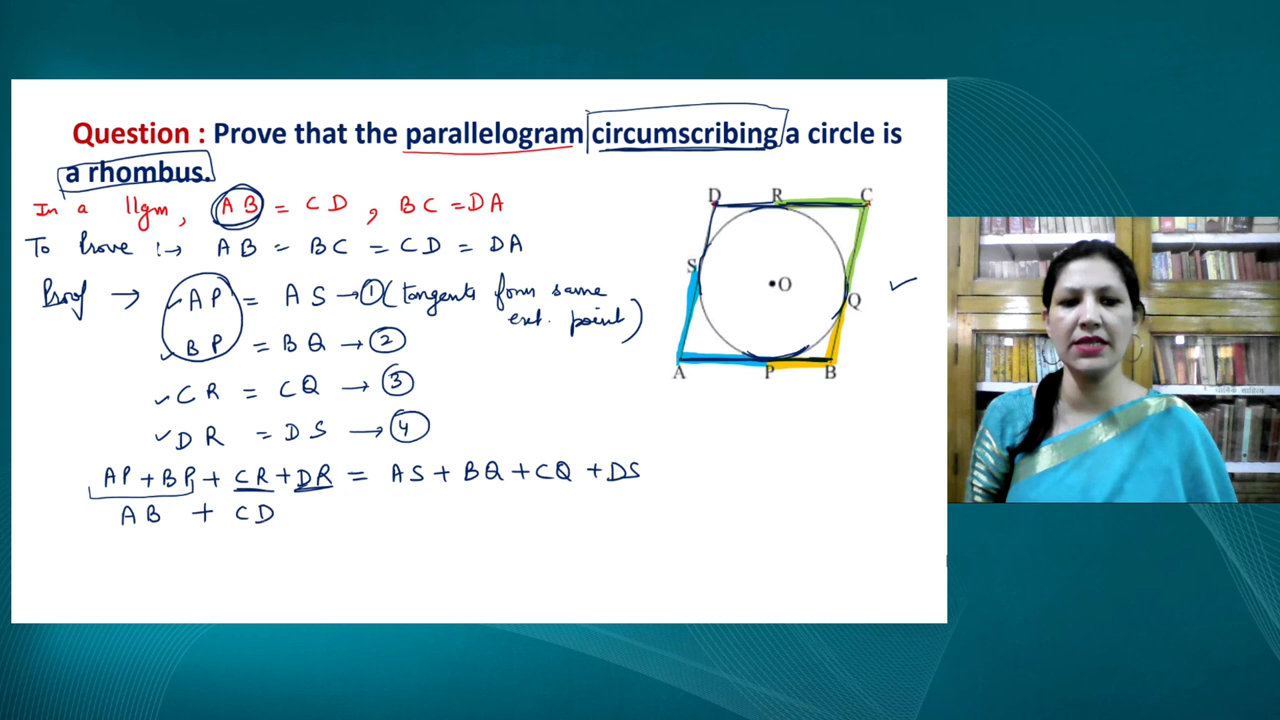 Question : Prove that the parallelogram circumscribing a circle is
a rhombus.
In a llgm, AB = CD, BC = DA
To Prove :→ AB = BC = CD = DA
Proof → AP = AS → ① (tangents form same
ext. point)
BP = BQ → ②
CR = CQ → ③
DR = DS → ④
AP + BP + CR + DR = AS + BQ + CQ + DS
AB + CD
D R C
S
O
Q
A P B